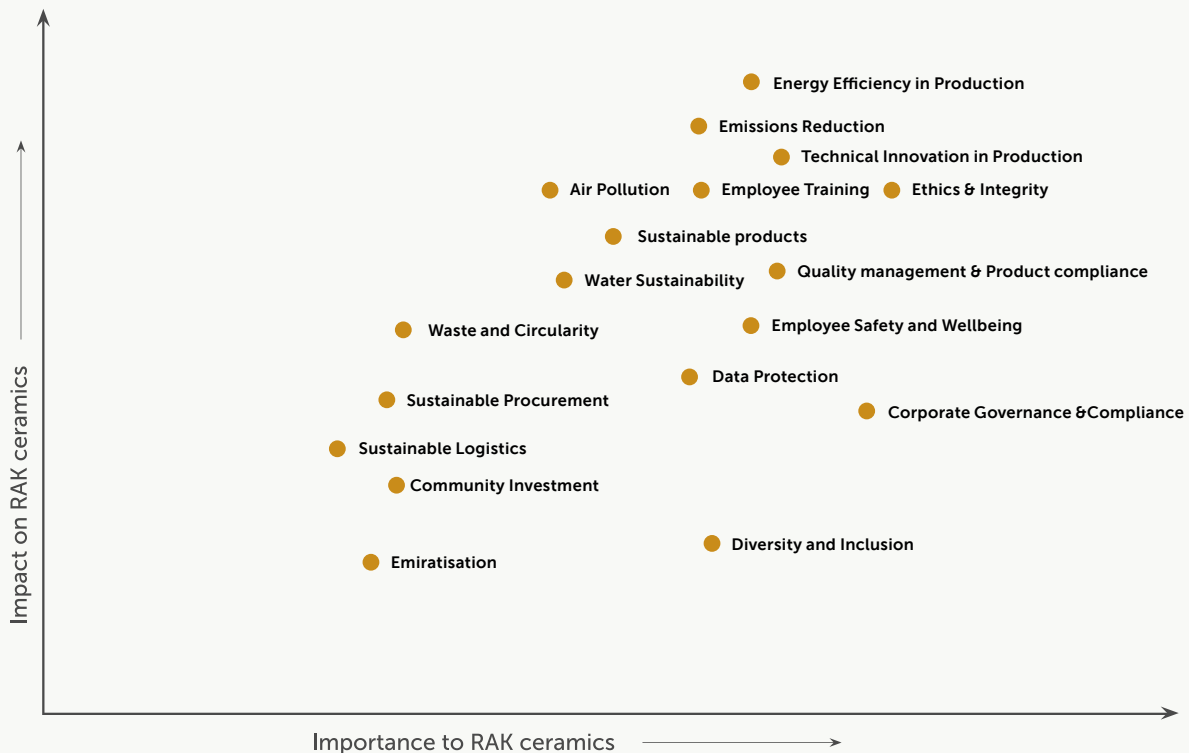 Energy Efficiency in Production
Emissions Reduction
Technical Innovation in Production
Air Pollution
Employee Training
Ethics & Integrity
Sustainable products
Quality management & Product compliance
Water Sustainability
Employee Safety and Wellbeing
Waste and Circularity
Data Protection
Sustainable Procurement
Corporate Governance &Compliance
Sustainable Logistics
Community Investment
Diversity and Inclusion
Emiratisation
Impact on RAK ceramics
Importance to RAK ceramics